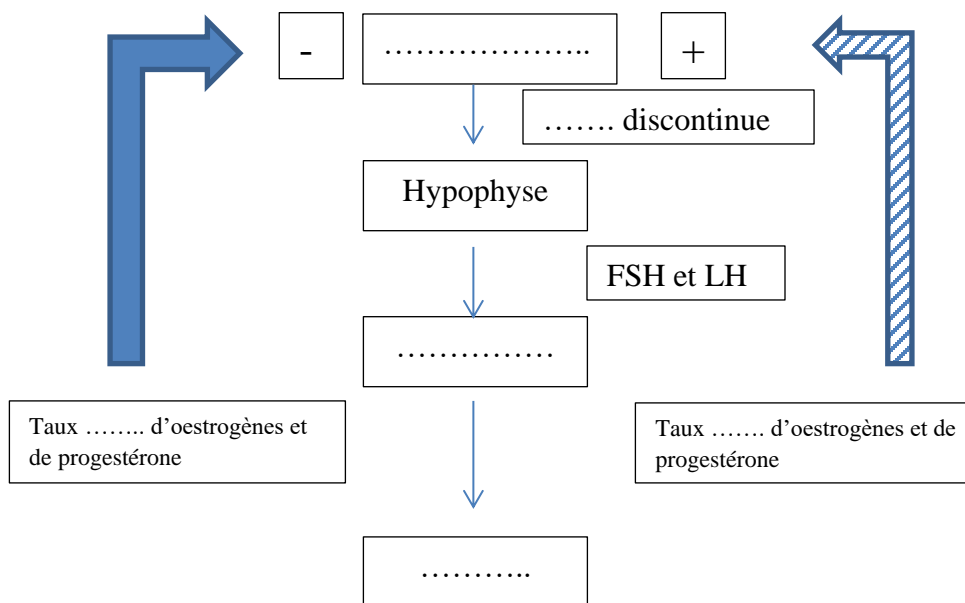 - ……………….. +
……. discontinue
Hypophyse
FSH et LH
……………
Taux …….. d’oestrogènes et
de progestérone
Taux ……. d’oestrogènes et de
progestérone
………..